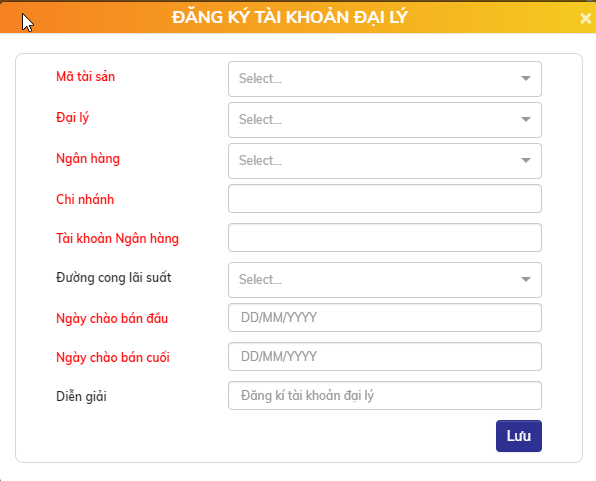 ĐĂNG KÝ TÀI KHOẢN ĐẠI LÝ ×
Mã tài sản Select...
Đại lý Select...
Ngân hàng Select...
Chi nhánh
Tài khoản Ngân hàng
Đường cong lãi suất Select...
Ngày chào bán đầu DD/MM/YYYY
Ngày chào bán cuối DD/MM/YYYY
Diễn giải Đăng kí tài khoản đại lý
Lưu